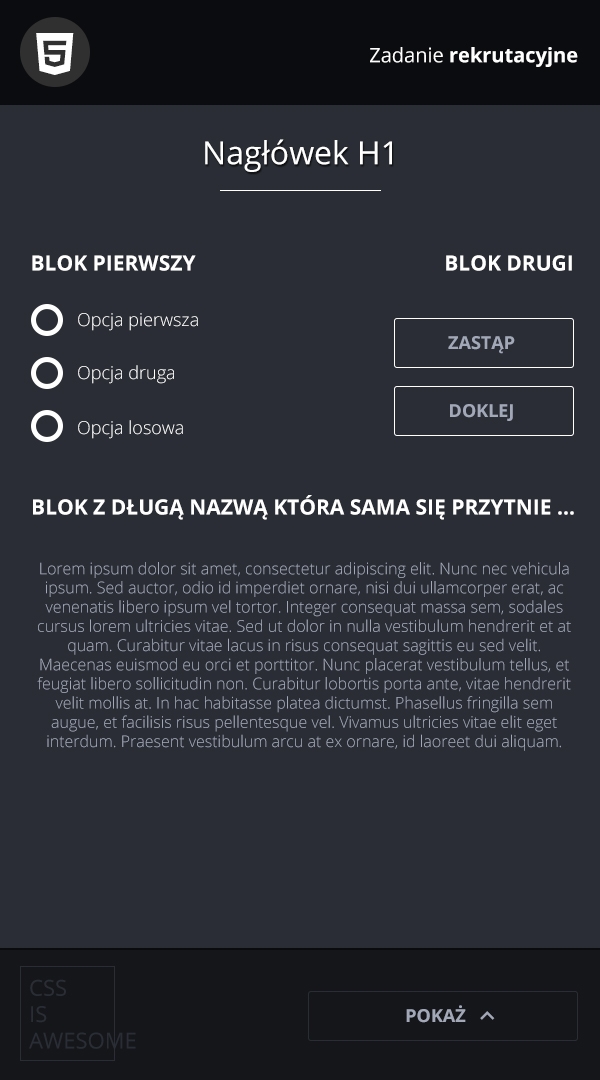 Zadanie rekrutacyjne
Nagłówek H1
BLOK PIERWSZY
Opcja pierwsza
Opcja druga
Opcja losowa
BLOK DRUGI
ZASTĄP
DOKLEJ
BLOK Z DŁUGĄ NAZWĄ KTÓRA SAMA SIĘ PRZYTNIE ...
Lorem ipsum dolor sit amet, consectetur adipiscing elit. Nunc nec vehicula
ipsum. Sed auctor, odio id imperdiet ornare, nisi dui ullamcorper erat, ac
venenatis libero ipsum vel tortor. Integer consequat massa sem, sodales
cursus lorem ultricies vitae. Sed ut dolor in nulla vestibulum hendrerit et at
quam. Curabitur vitae lacus in risus consequat sagittis eu sed velit.
Maecenas euismod eu orci et porttitor. Nunc placerat vestibulum tellus, et
feugiat libero sollicitudin non. Curabitur lobortis porta ante, vitae hendrerit
velit mollis at. In hac habitasse platea dictumst. Phasellus fringilla sem
augue, et facilisis risus pellentesque vel. Vivamus ultricies vitae elit eget
interdum. Praesent vestibulum arcu at ex ornare, id laoreet dui aliquam.
CSS
IS
AWESOME
POKAŻ